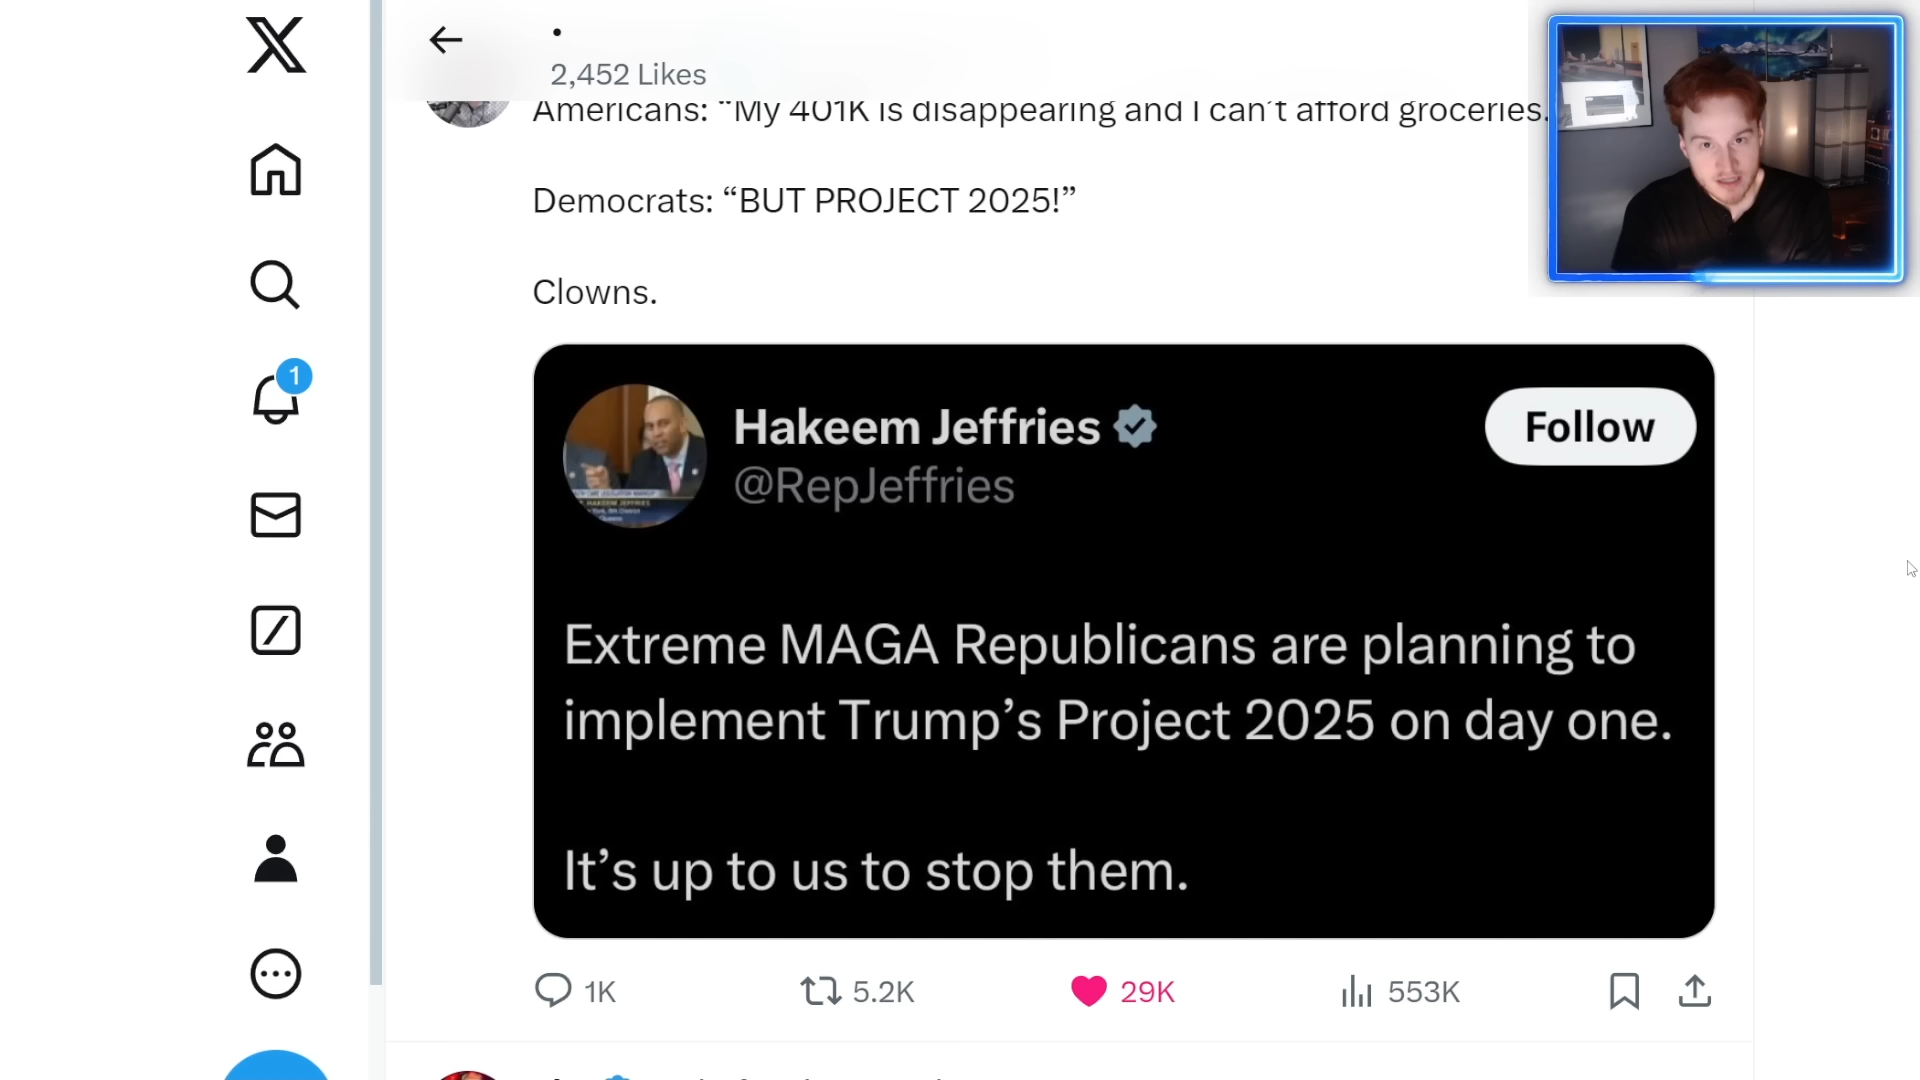 2,452 Likes
Americans: “My 401K is disappearing and I can’t afford groceries.
Democrats: “BUT PROJECT 2025!”
Clowns.
1
Hakeem Jeffries
Follow
@RepJeffries
Extreme MAGA Republicans are planning to
implement Trump’s Project 2025 on day one.
It’s up to us to stop them.
1K 5.2K 29K 553K